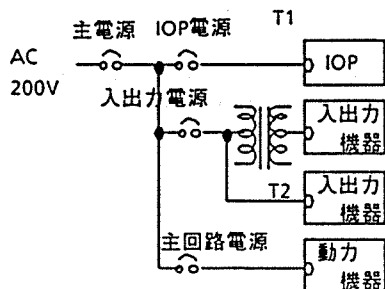 主電源 IOP電源 T1
AC
200V
IOP
入出力電源
入出力
機器
T2
入出力
機器
主回路電源
動力
機器